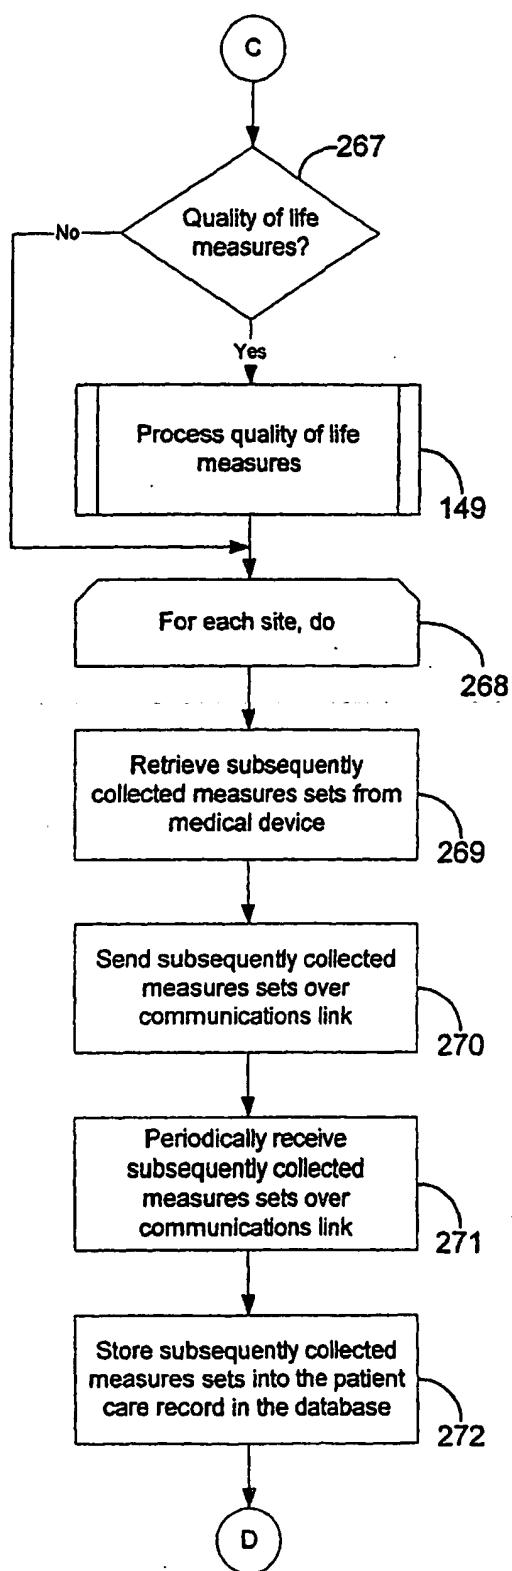 C
267
Quality of life
measures?
No
Yes
Process quality of life
measures
149
For each site, do
268
Retrieve subsequently
collected measures sets from
medical device
269
Send subsequently collected
measures sets over
communications link
270
Periodically receive
subsequently collected
measures sets over
communications link
271
Store subsequently collected
measures sets into the patient
care record in the database
272
D